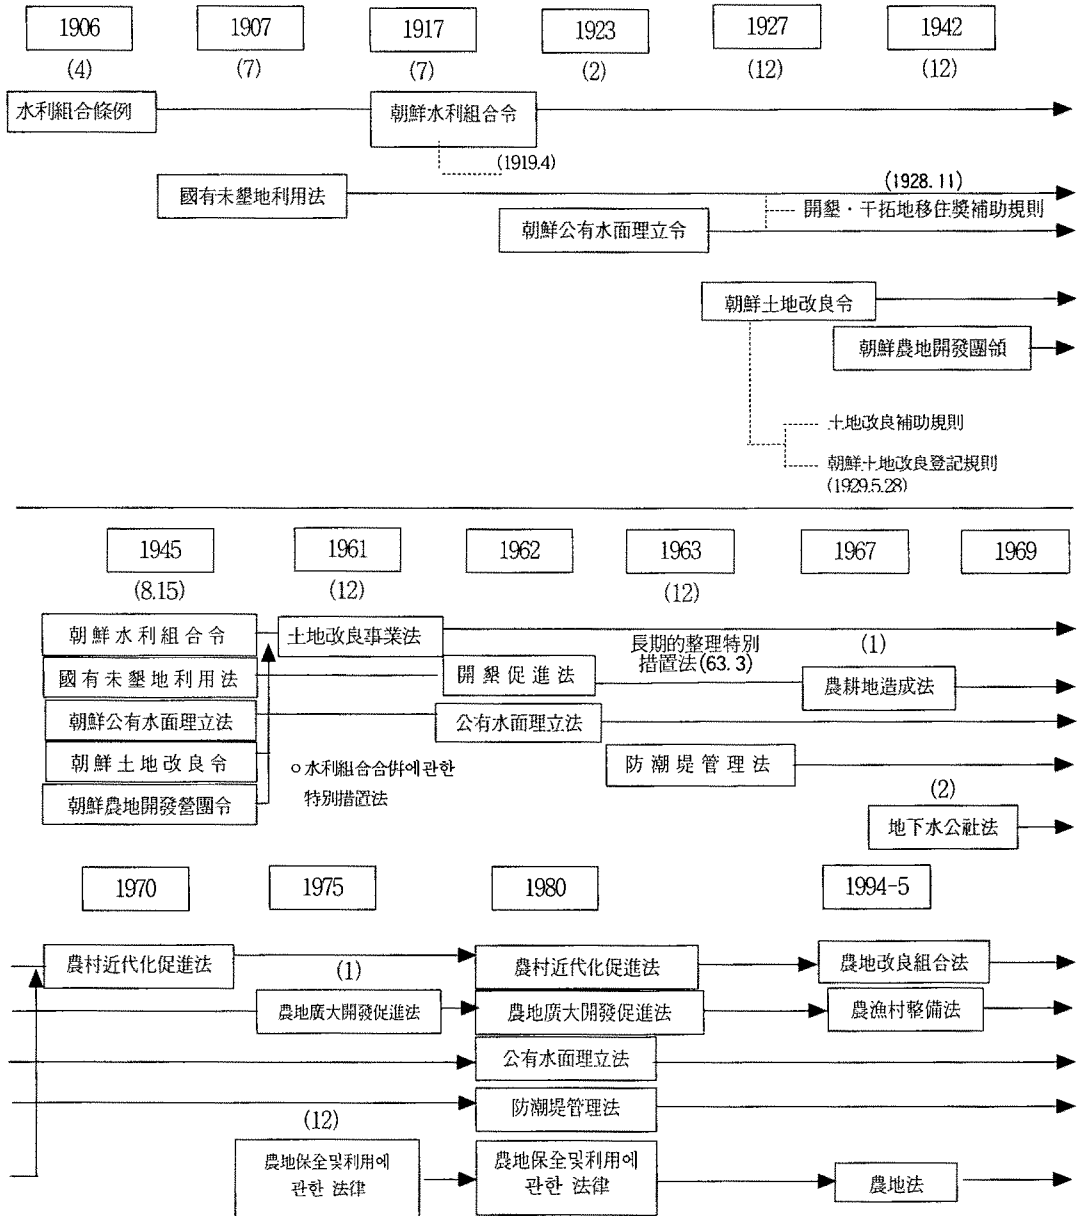 1906 1907 1917 1923 1927 1942
(4) (7) (7) (2) (12) (12)
水利組合條例
朝鮮水利組合令
(1919.4)
國有未墾地利用法
(1928.11)
開墾・干拓地移住奬補助規則
朝鮮公有水面理立令
朝鮮土地改良令
朝鮮農地開發團領
土地改良補助規則
朝鮮土地改良登記規則
(1929.5.28)
1945 1961 1962 1963 1967 1969
(8.15) (12) (12)
朝鮮水利組合令 土地改良事業法
長期的整理特別
措置法(63.3)
(1)
國有未墾地利用法 開墾促進法 農耕地造成法
朝鮮公有水面理立法 公有水面理立法
朝鮮土地改良令
防潮堤管理法
ㅇ水利組合合倂에관한
特別措置法
朝鮮農地開發營團令
(2)
地下水公社法
1970 1975 1980 1994-5
農村近代化促進法 農村近代化促進法 農地改良組合法
(1)
農地廣大開發促進法 農地廣大開發促進法 農漁村整備法
公有水面理立法
防潮堤管理法
(12)
農地保全및利用에
관한 法律
農地保全및利用에
관한 法律
農地法